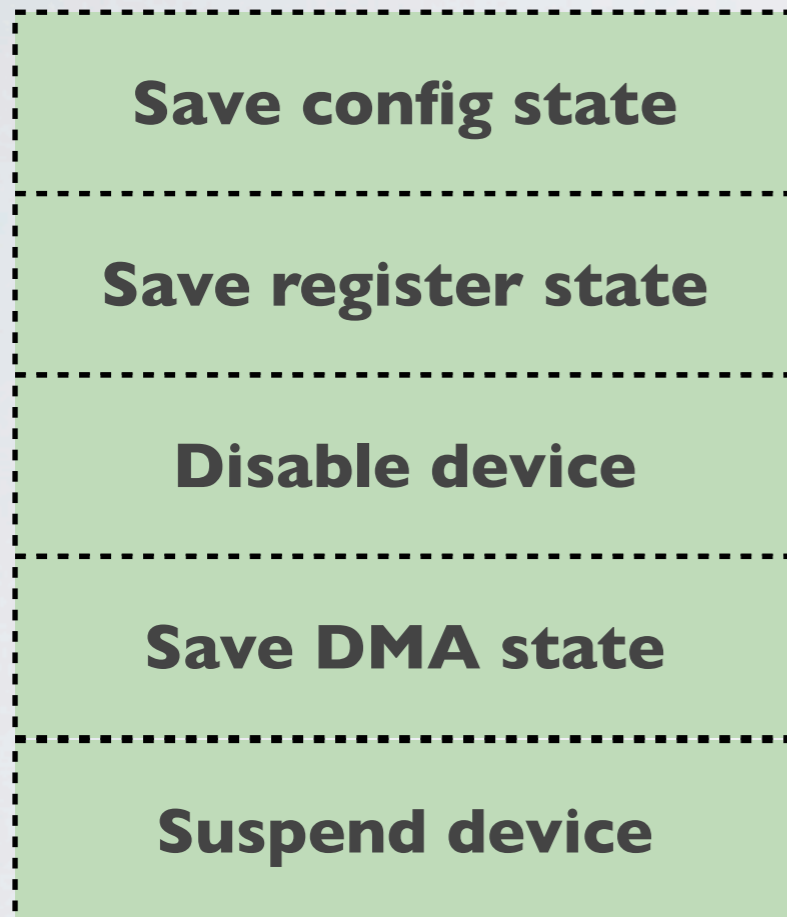 Save config state
Save register state
Disable device
Save DMA state
Suspend device